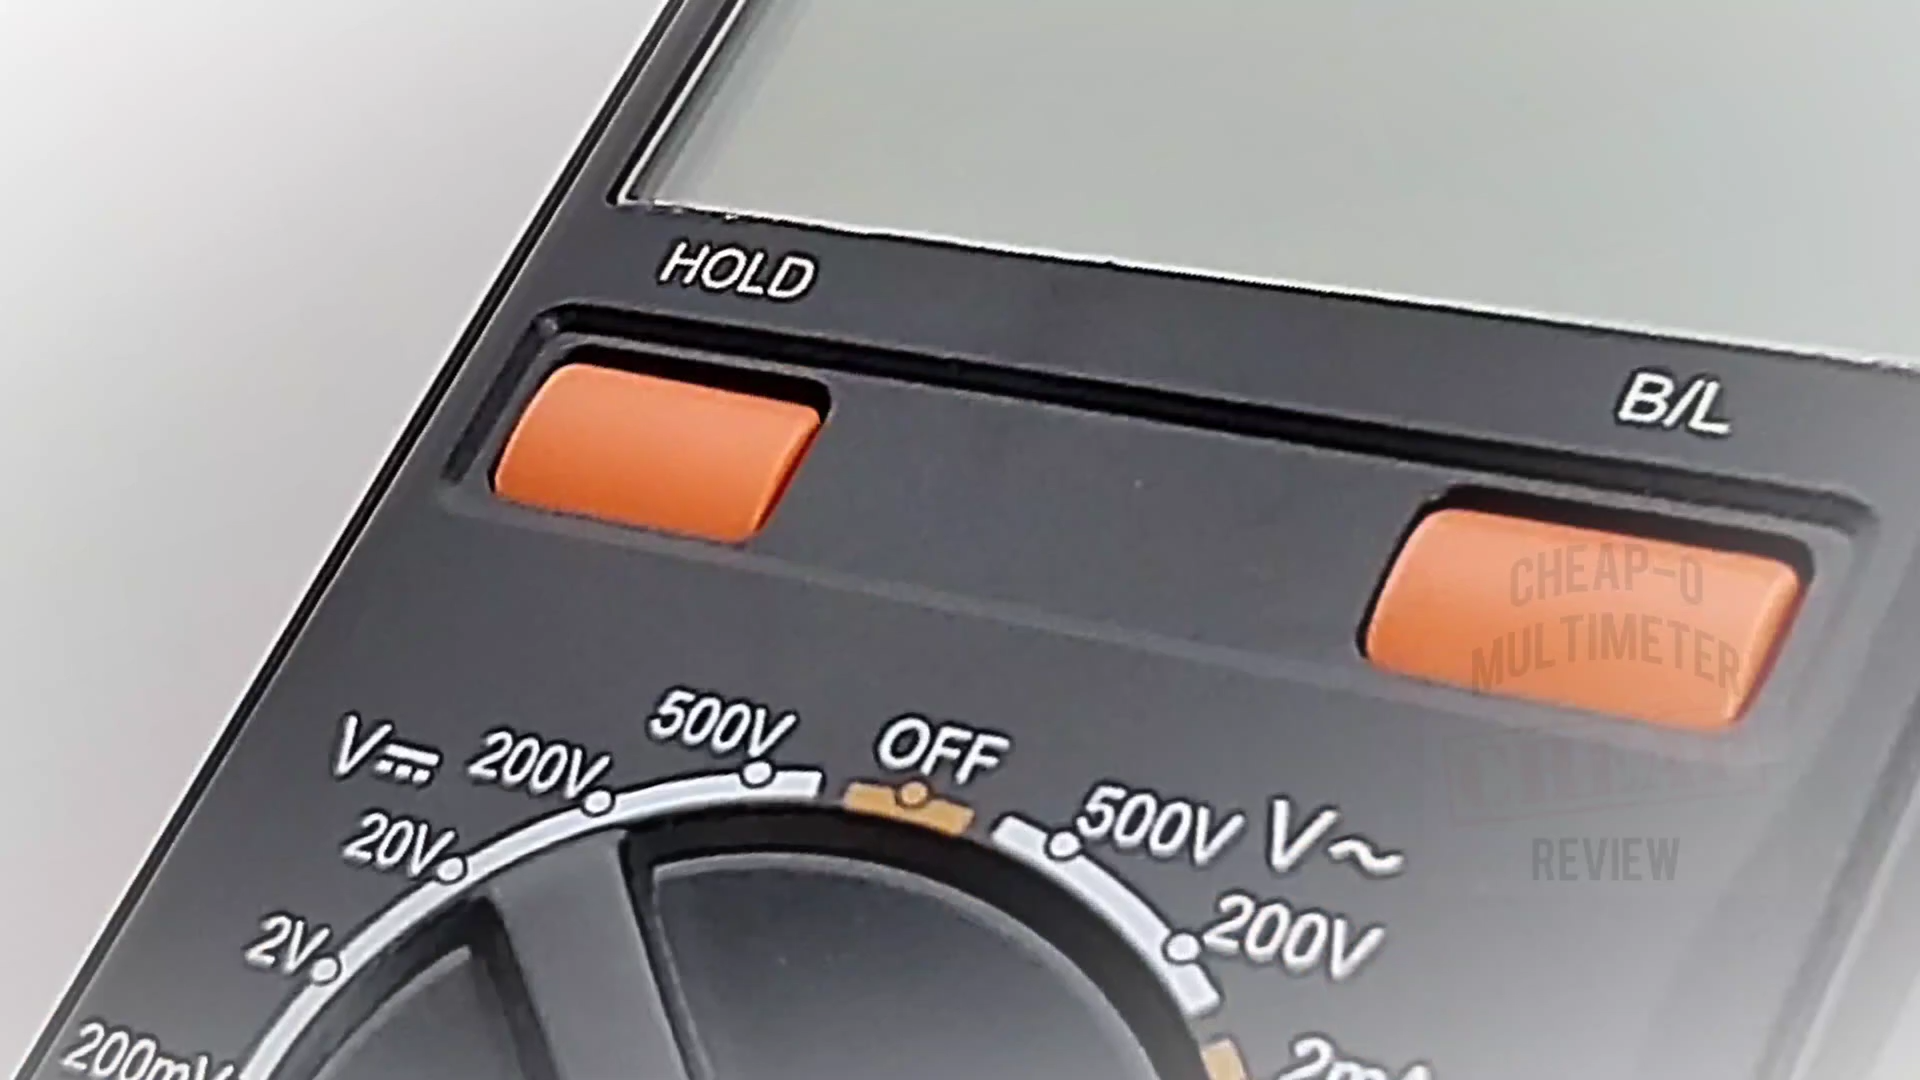 HOLD
B/L
CHEAP-O
MULTIMETER
REVIEW
500V
OFF
V⎓
200V
500V V~
20V
200V
2V
200mV